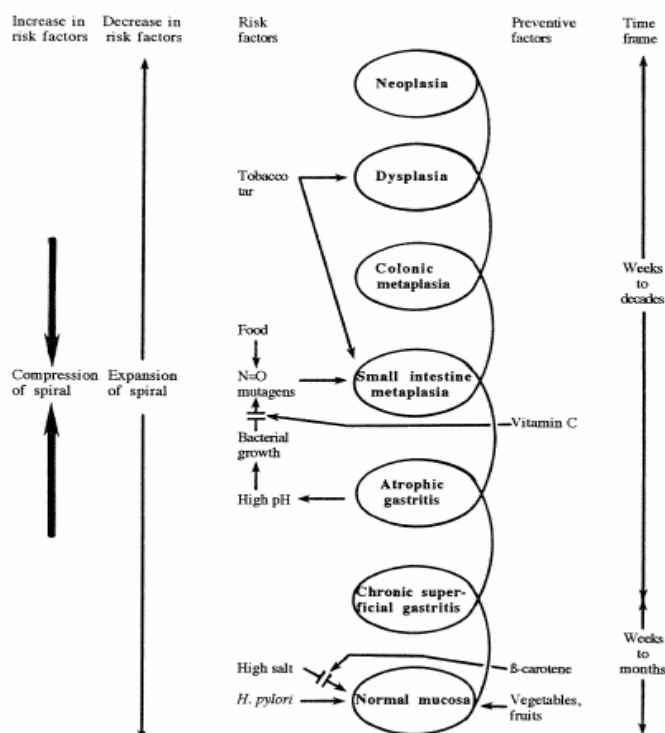 Increase in
risk factors
Decrease in
risk factors
Risk
factors
Preventive
factors
Time
frame
Neoplasia
Tobacco
tar
Dysplasia
Colonic
metaplasia
Weeks
to
decades
Food
Compression
of spiral
Expansion
of spiral
N=O
mutagens
Small intestine
metaplasia
Vitamin C
Bacterial
growth
Atrophic
gastritis
High pH
Chronic super-
ficial gastritis
Weeks
to
months
High salt
ß-carotene
H. pylori
Normal mucosa
Vegetables,
fruits